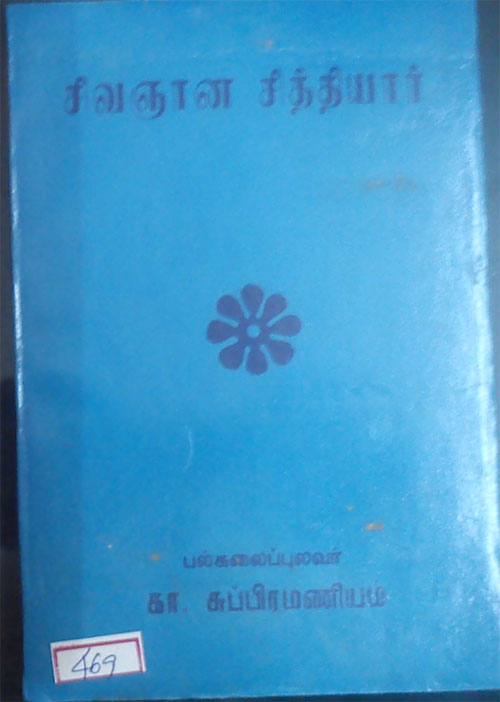 சிவஞான சித்தியார்
பல்கலைப்புலவர்
கா. சுப்பிரமணியம்
469